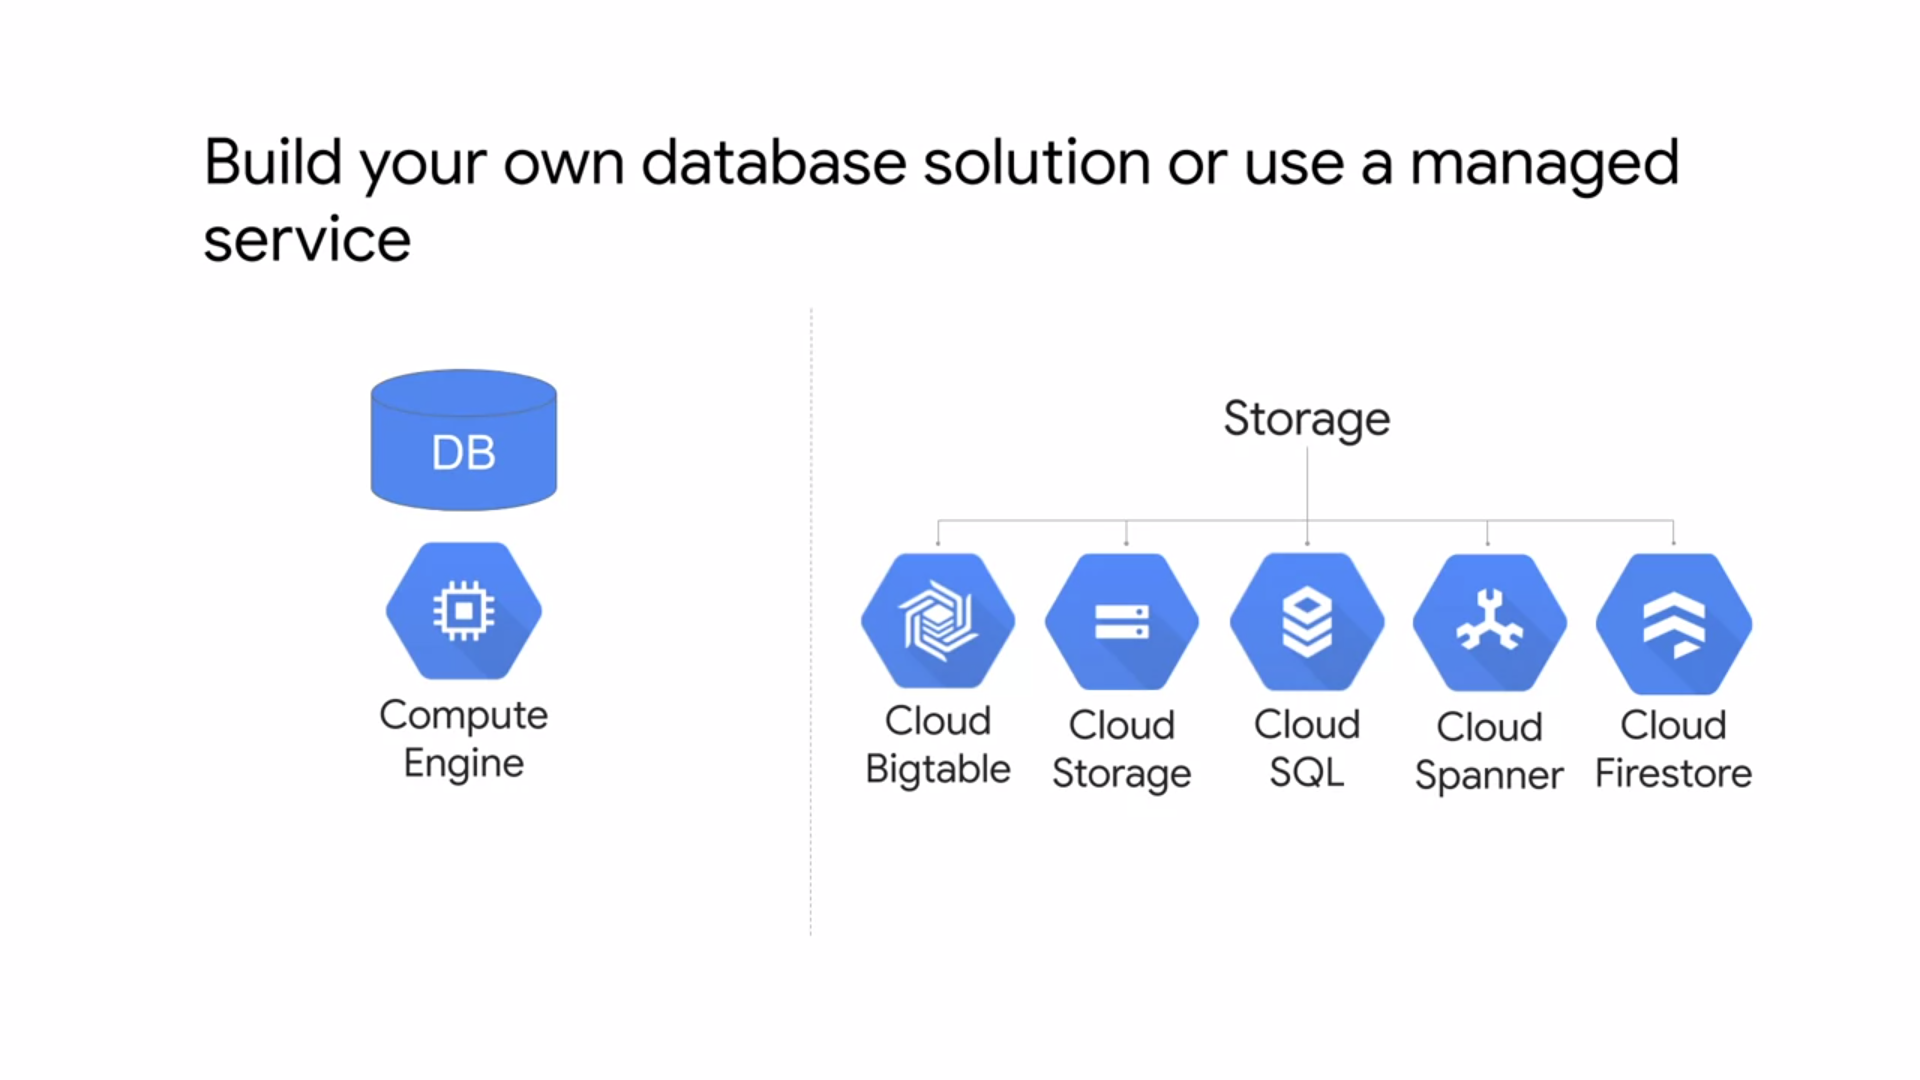 Build your own database solution or use a managed
service
DB
Compute
Engine
Storage
Cloud
Bigtable
Cloud
Storage
Cloud
SQL
Cloud
Spanner
Cloud
Firestore